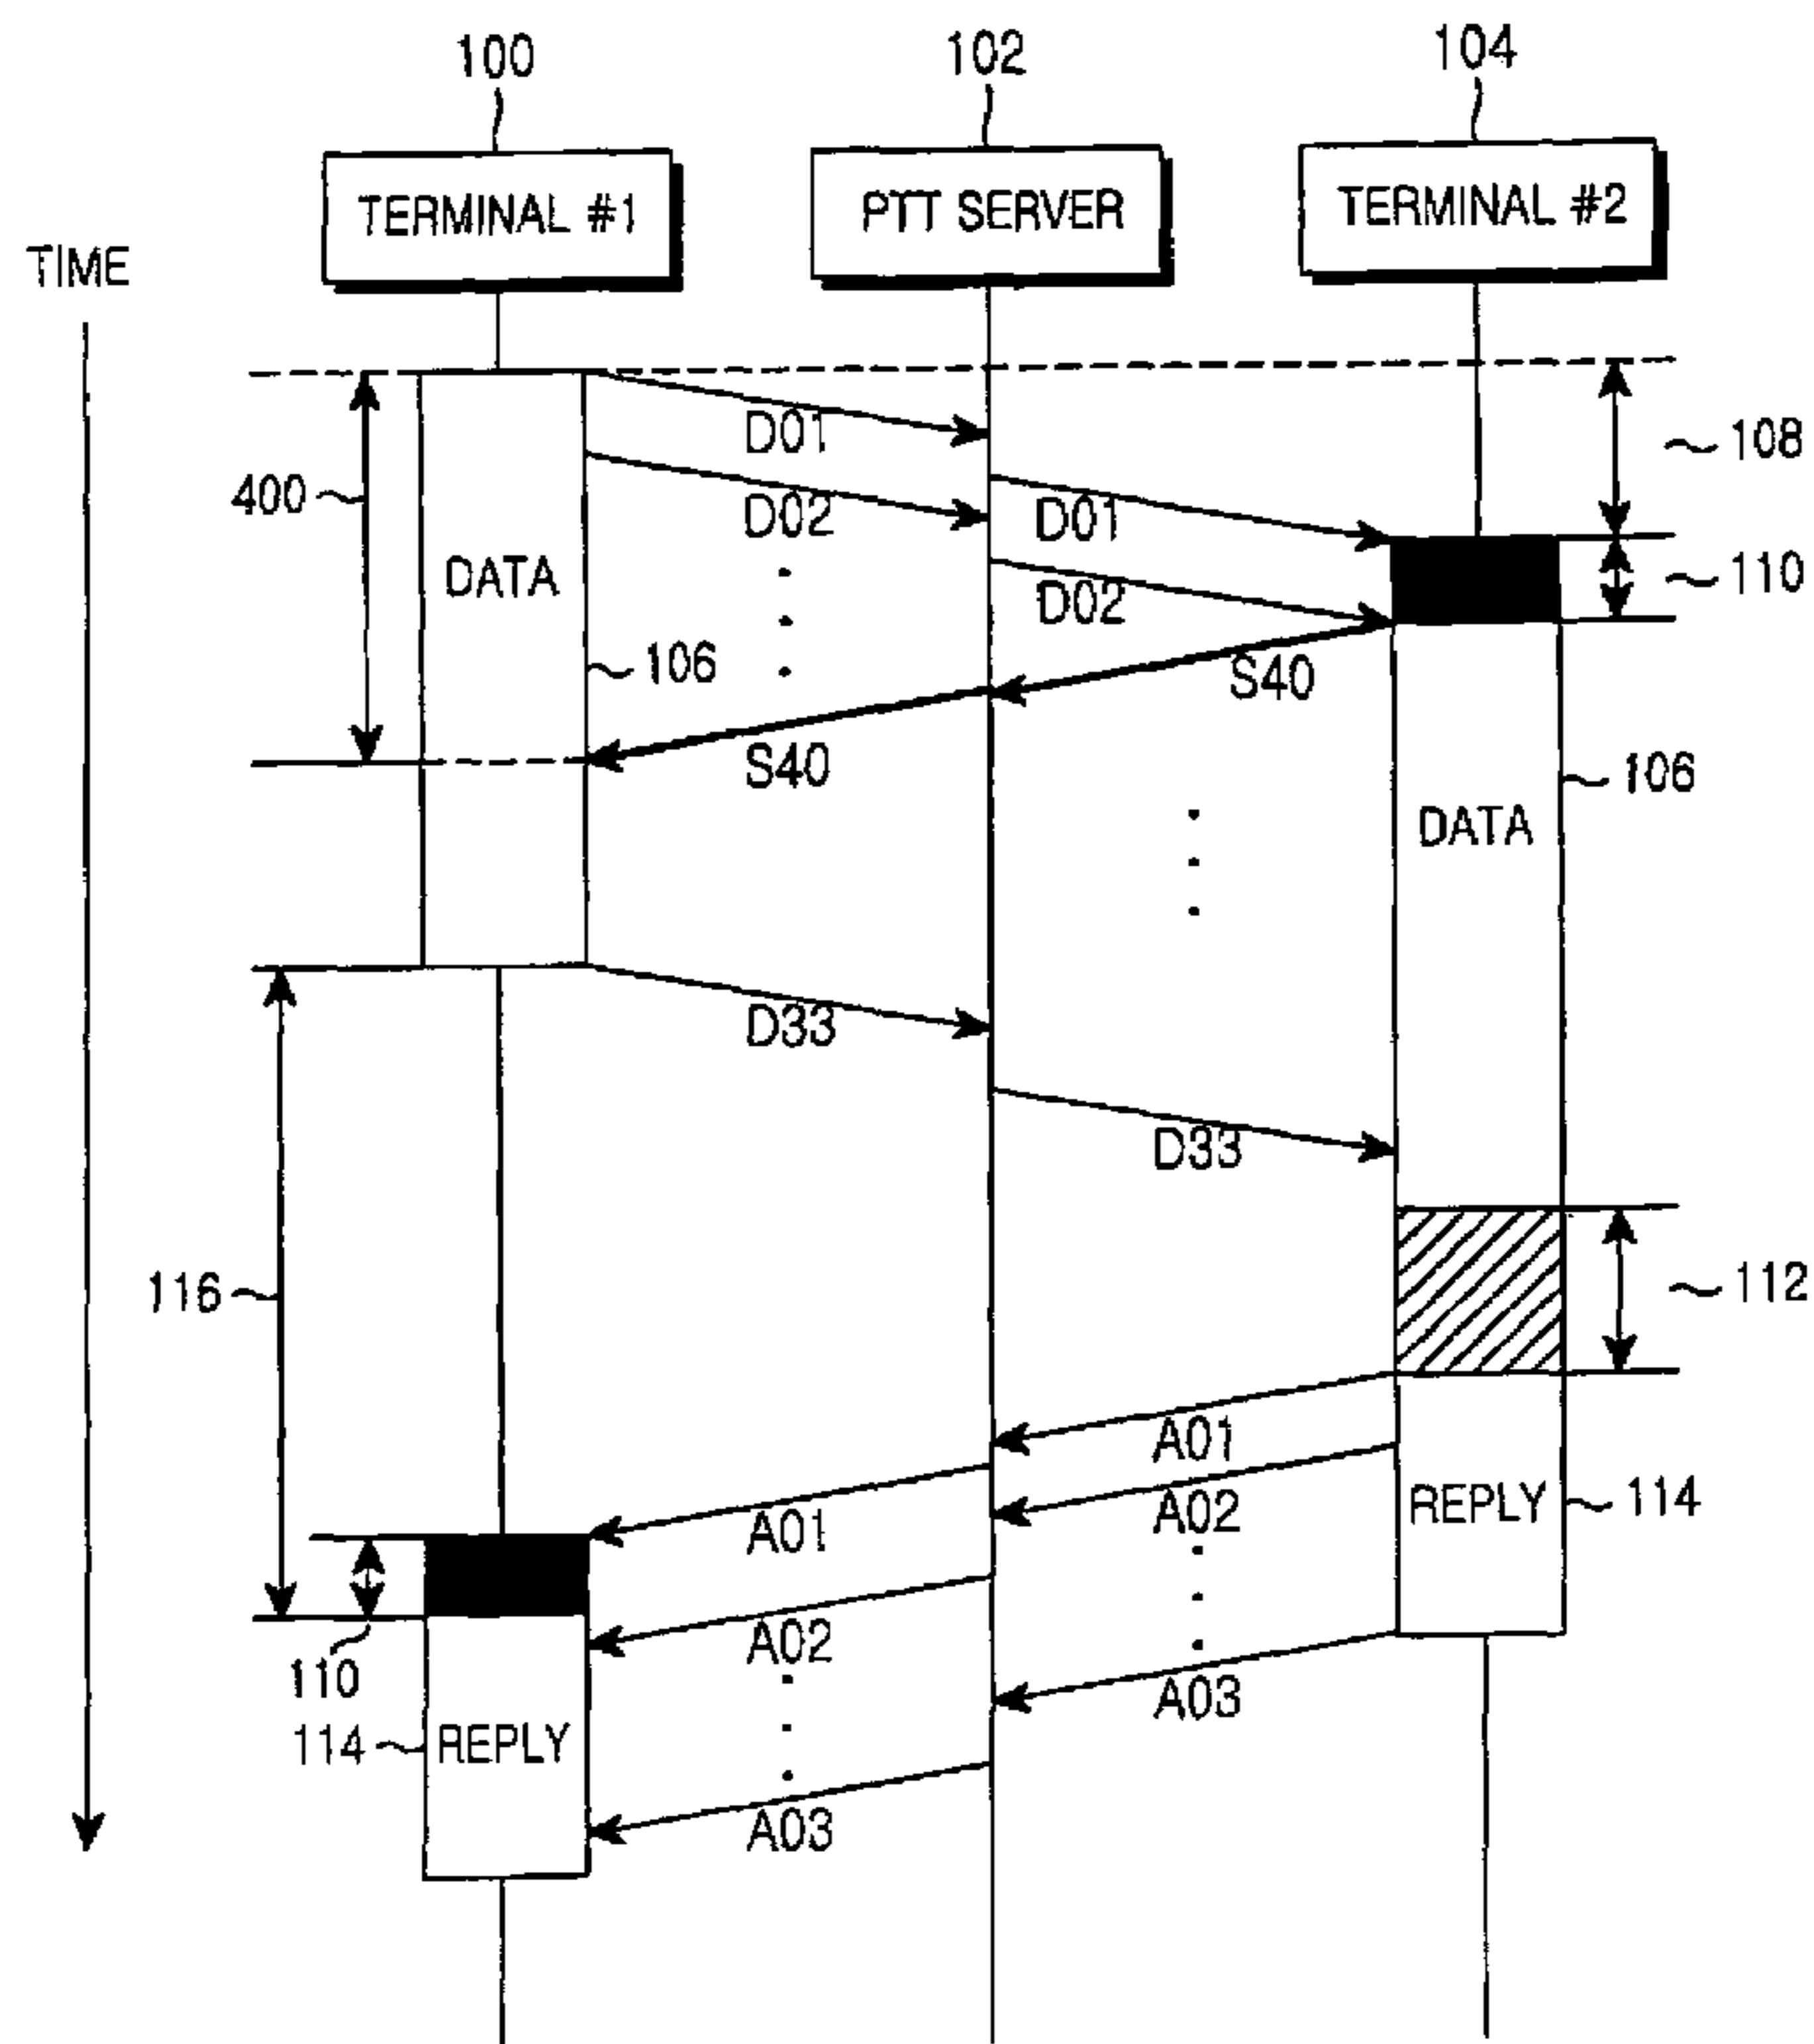 100
102
104
TERMINAL #1
PTT SERVER
TERMINAL #2
TIME
D01
108
400
D02
D01
DATA
110
D02
106
S40
S40
106
DATA
D33
D33
116
112
A01
A02
REPLY
114
A01
A02
110
A03
114
REPLY
A03